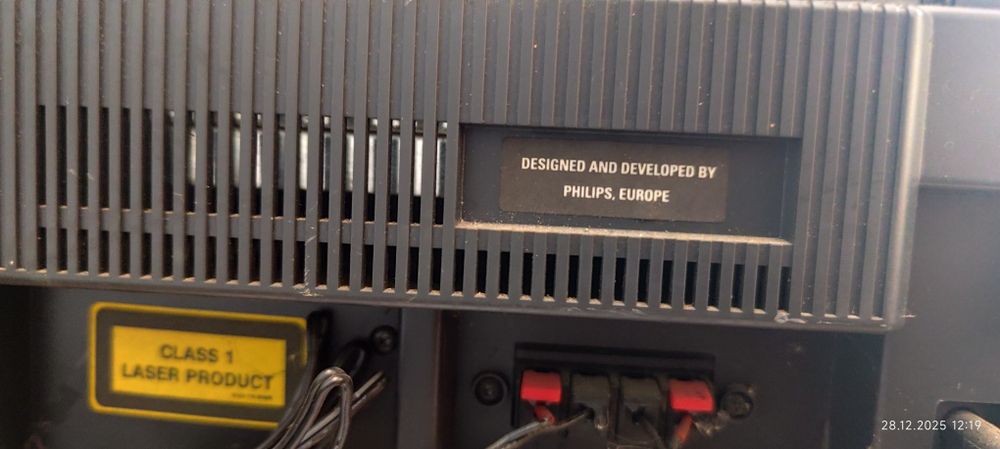 DESIGNED AND DEVELOPED BY
PHILIPS, EUROPE
CLASS 1
LASER PRODUCT
28.12.2025 12:19